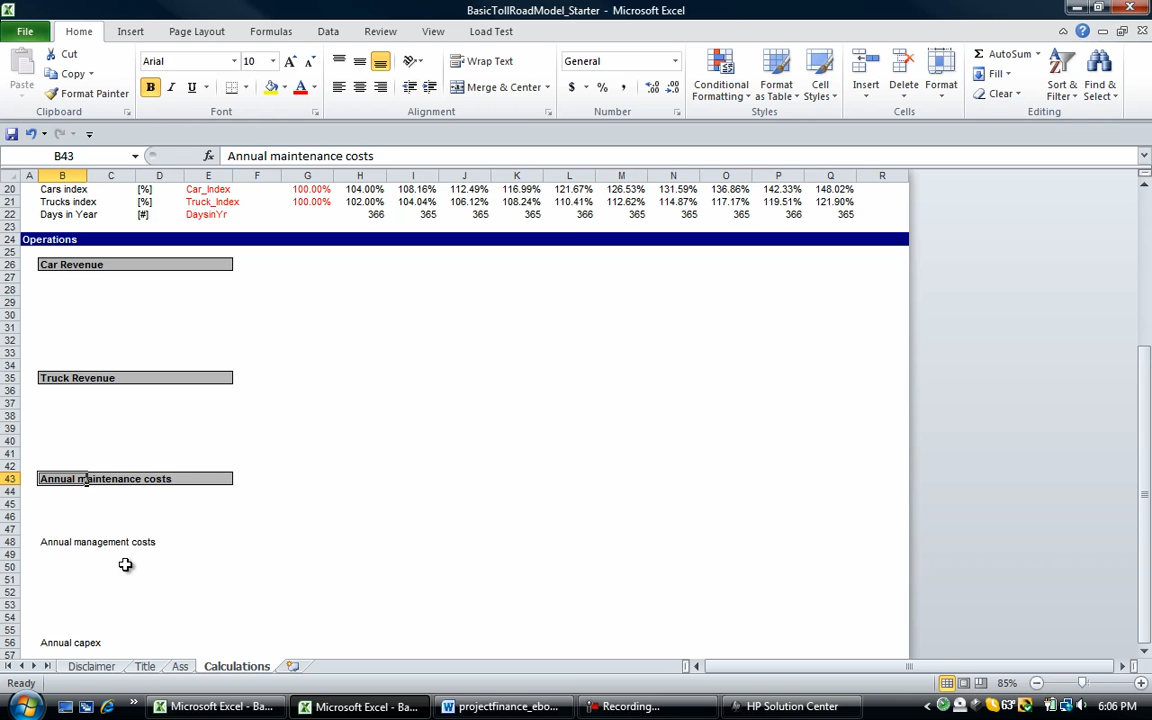 BasicTollRoadModel_Starter - Microsoft Excel
File Home Insert Page Layout Formulas Data Review View Load Test
Cut
Copy
Format Painter
Paste
Clipboard
Arial 10
B I U A
Font
Wrap Text
Merge & Center
Alignment
General
$ % ,
Number
Conditional Formatting
Format as Table
Cell Styles
Styles
Insert Delete Format
Cells
AutoSum
Fill
Clear
Sort & Filter
Find & Select
Editing
B43 fx Annual maintenance costs
A B C D E F G H I J K L M N O P Q R
20 Cars index [%] Car_Index 100.00% 104.00% 108.16% 112.49% 116.99% 121.67% 126.53% 131.59% 136.86% 142.33% 148.02%
21 Trucks index [%] Truck_Index 100.00% 102.00% 104.04% 106.12% 108.24% 110.41% 112.62% 114.87% 117.17% 119.51% 121.90%
22 Days in Year [#] DaysinYr 366 365 365 365 366 365 365 365 366 365
23
24 Operations
25
26 Car Revenue
27
28
29
30
31
32
33
34
35 Truck Revenue
36
37
38
39
40
41
42
43 Annual maintenance costs
44
45
46
47
48 Annual management costs
49
50
51
52
53
54
55
56 Annual capex
57
Disclaimer Title Ass Calculations
Ready 85%
Microsoft Excel - Ba... Microsoft Excel - Ba... projectfinance_ebo... Recording... HP Solution Center 63° 6:06 PM